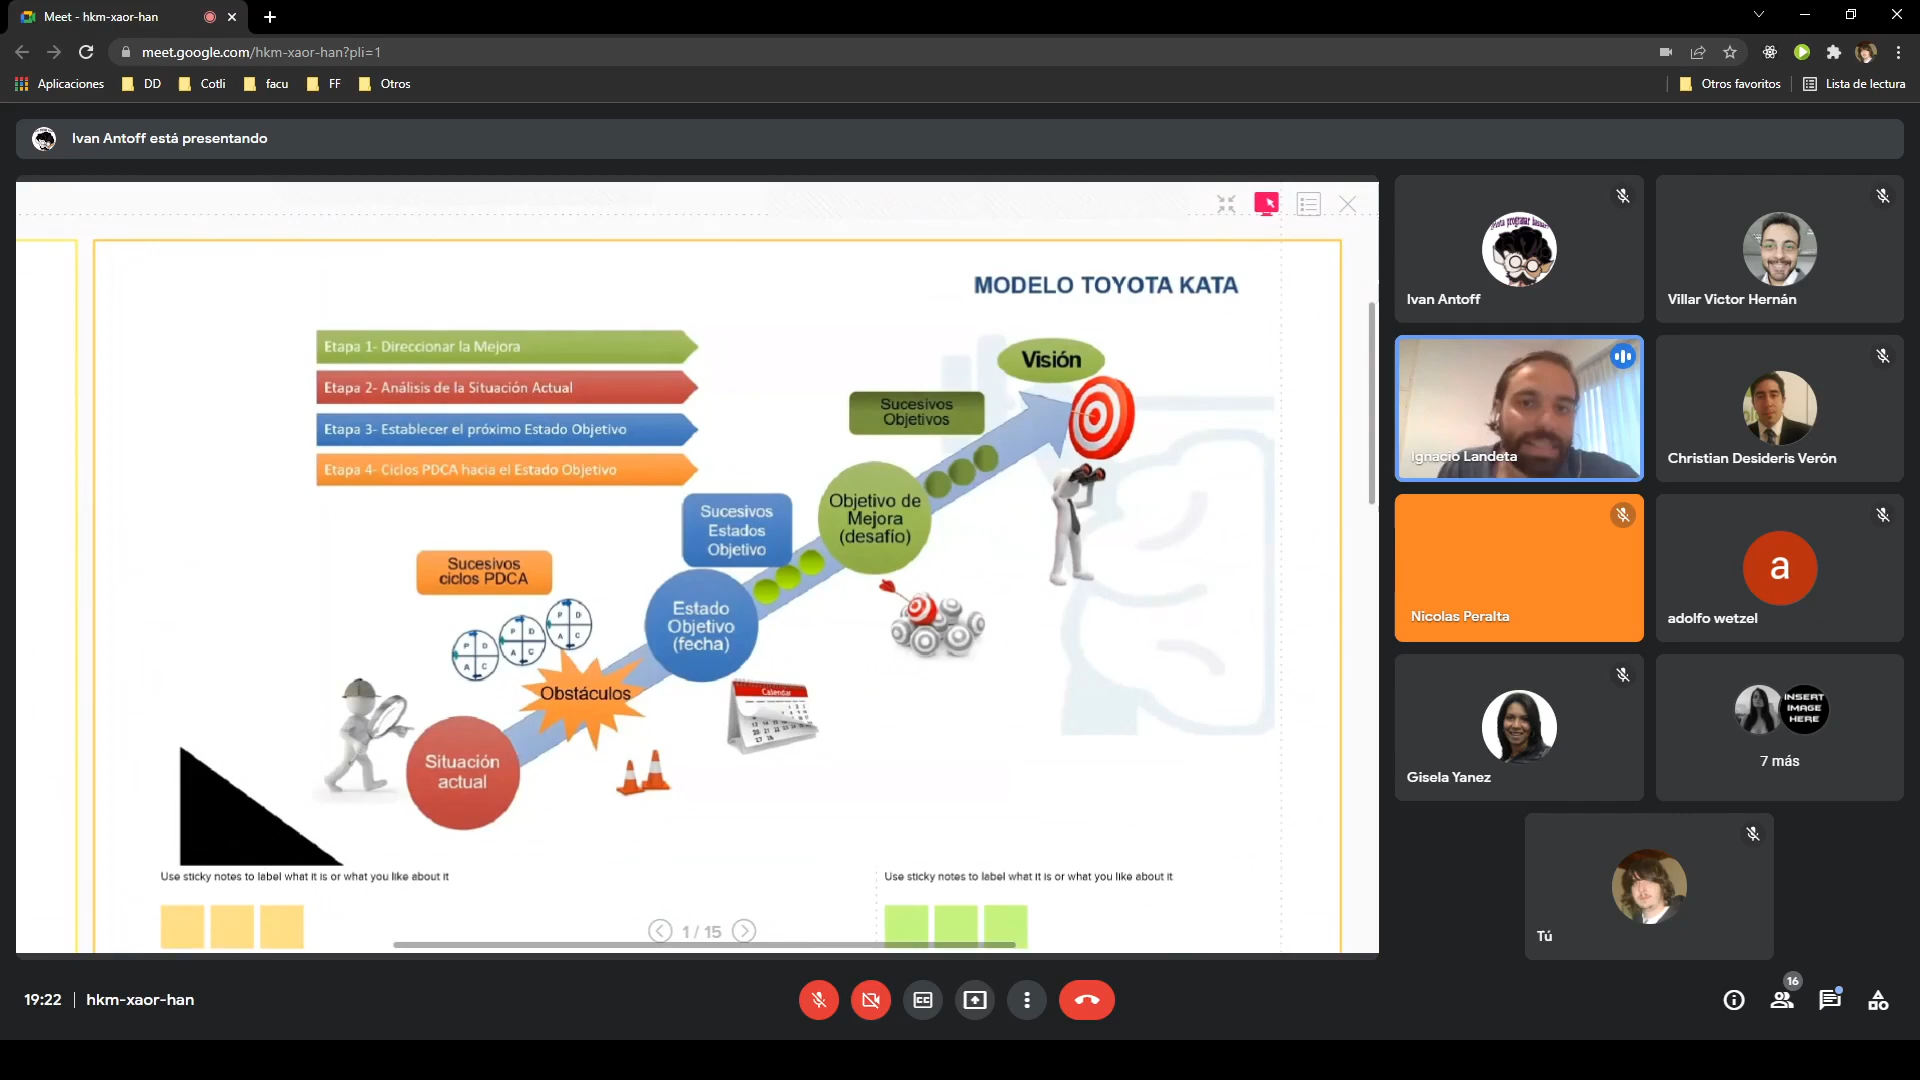 Meet - hkm-xaor-han
meet.google.com/hkm-xaor-han?pli=1
Aplicaciones
DD
Cotli
facu
FF
Otros
Otros favoritos
Lista de lectura
Ivan Antoff está presentando
MODELO TOYOTA KATA
Etapa 1- Direccionar la Mejora
Etapa 2- Análisis de la Situación Actual
Etapa 3- Establecer el próximo Estado Objetivo
Etapa 4- Ciclos PDCA hacia el Estado Objetivo
Visión
Sucesivos
Objetivos
Objetivo de
Mejora
(desafío)
Sucesivos
Estados
Objetivo
Sucesivos
ciclos PDCA
P D
A C
P D
A C
P D
A C
Estado
Objetivo
(fecha)
Obstáculos
Calendar
Situación
actual
Use sticky notes to label what it is or what you like about it
Use sticky notes to label what it is or what you like about it
1 / 15
Ivan Antoff
Villar Victor Hernán
Ignacio Landeta
Christian Desideris Verón
Nicolas Peralta
a
adolfo wetzel
Gisela Yanez
INSERT
IMAGE
HERE
7 más
Tú
19:22
hkm-xaor-han
CC
16